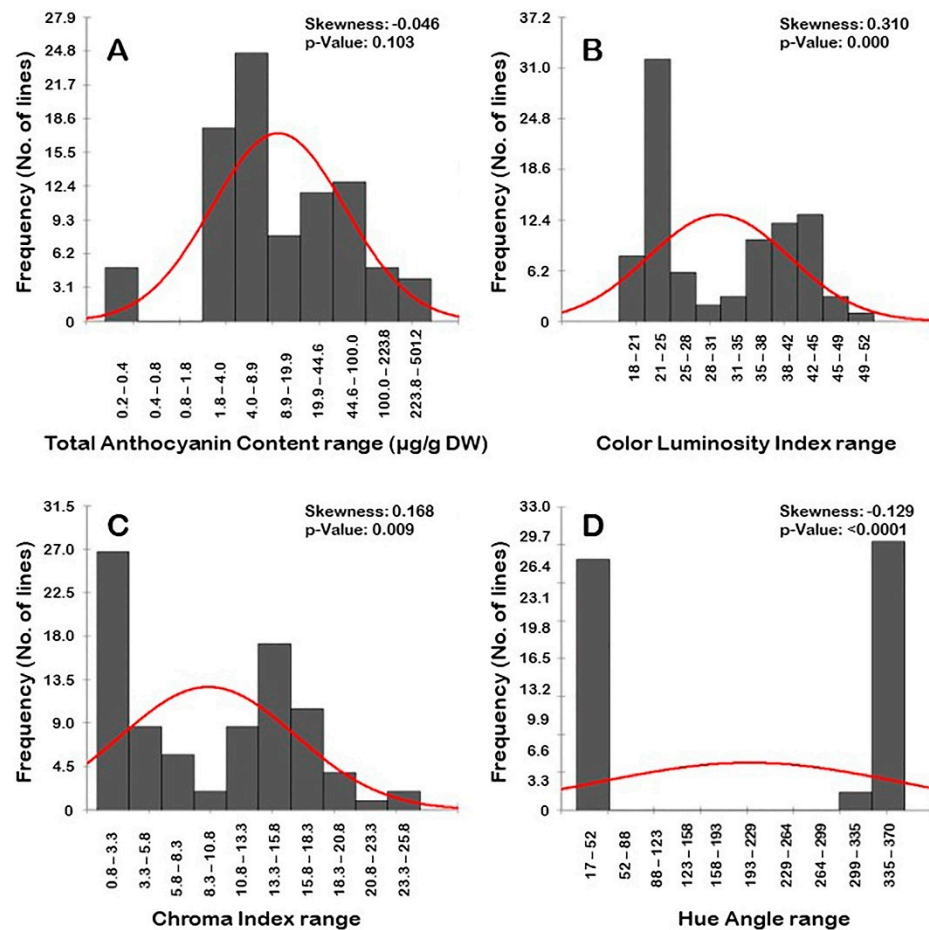 A
Skewness: -0.046
p-Value: 0.103
Frequency (No. of lines)
27.9
24.8
21.7
18.6
15.5
12.4
9.3
6.2
3.1
0
0.2 – 0.4
0.4 – 0.8
0.8 – 1.8
1.8 – 4.0
4.0 – 8.9
8.9 – 19.9
19.9 – 44.6
44.6 – 100.0
100.0 – 223.8
223.8 – 501.2
Total Anthocyanin Content range (µg/g DW)
B
Skewness: 0.310
p-Value: 0.000
Frequency (No. of lines)
37.2
31.0
24.8
18.6
12.4
6.2
0
18 – 21
21 – 25
25 – 28
28 – 31
31 – 35
35 – 38
38 – 42
42 – 45
45 – 49
49 – 52
Color Luminosity Index range
C
Skewness: 0.168
p-Value: 0.009
Frequency (No. of lines)
31.5
27.0
22.5
18.0
13.5
9.0
4.5
0
0.8 – 3.3
3.3 – 5.8
5.8 – 8.3
8.3 – 10.8
10.8 – 13.3
13.3 – 15.8
15.8 – 18.3
18.3 – 20.8
20.8 – 23.3
23.3 – 25.8
Chroma Index range
D
Skewness: -0.129
p-Value: <0.0001
Frequency (No. of lines)
33.0
29.7
26.4
23.1
19.8
16.5
13.2
9.9
6.6
3.3
0
17 – 52
52 – 88
88 – 123
123 – 158
158 – 193
193 – 229
229 – 264
264 – 299
299 – 335
335 – 370
Hue Angle range